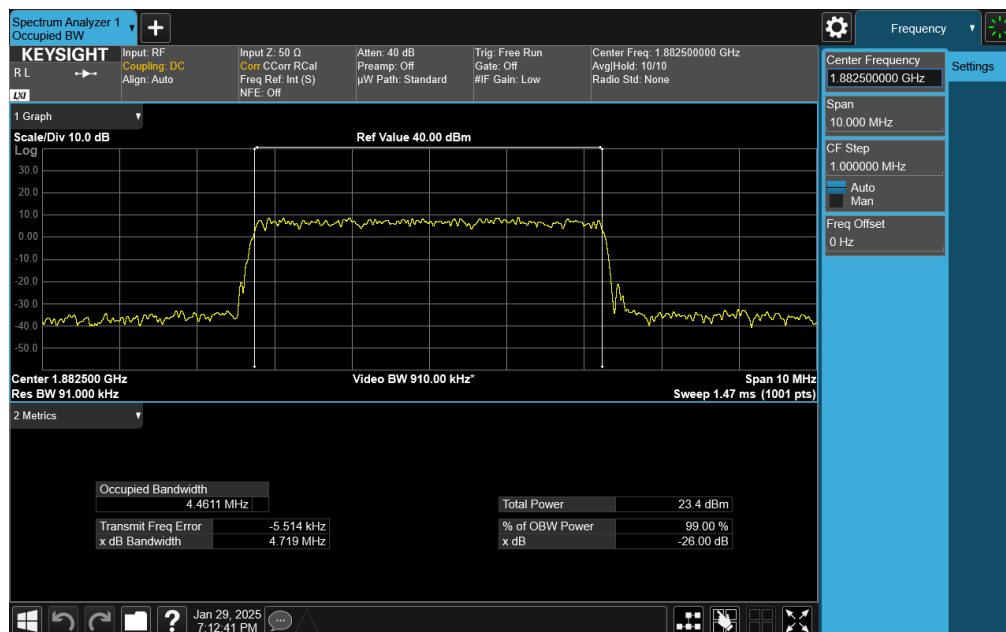 Spectrum Analyzer 1
Occupied BW
Frequency
KEYSIGHT
R L
LXI
Input: RF
Coupling: DC
Align: Auto
Input Z: 50 Ω
Corr CCorr RCal
Freq Ref: Int (S)
NFE: Off
Atten: 40 dB
Preamp: Off
µW Path: Standard
Trig: Free Run
Gate: Off
#IF Gain: Low
Center Freq: 1.882500000 GHz
Avg|Hold: 10/10
Radio Std: None
Center Frequency
1.882500000 GHz
Settings
Span
10.000 MHz
CF Step
1.000000 MHz
Auto
Man
Freq Offset
0 Hz
1 Graph
Scale/Div 10.0 dB
Ref Value 40.00 dBm
Log
30.0
20.0
10.0
0.00
-10.0
-20.0
-30.0
-40.0
-50.0
Center 1.882500 GHz
Video BW 910.00 kHz*
Span 10 MHz
Res BW 91.000 kHz
Sweep 1.47 ms (1001 pts)
2 Metrics
Occupied Bandwidth
4.4611 MHz
Total Power 23.4 dBm
Transmit Freq Error -5.514 kHz
% of OBW Power 99.00 %
x dB Bandwidth 4.719 MHz
x dB -26.00 dB
?
Jan 29, 2025
7:12:41 PM